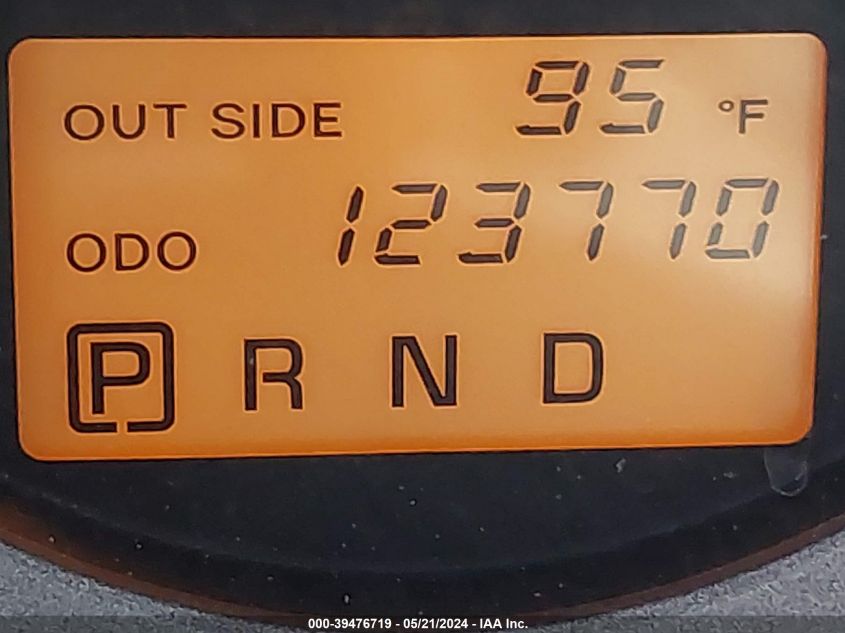 OUT SIDE 95 °F
ODO 123770
P R N D
000-39476719 - 05/21/2024 - IAA Inc.